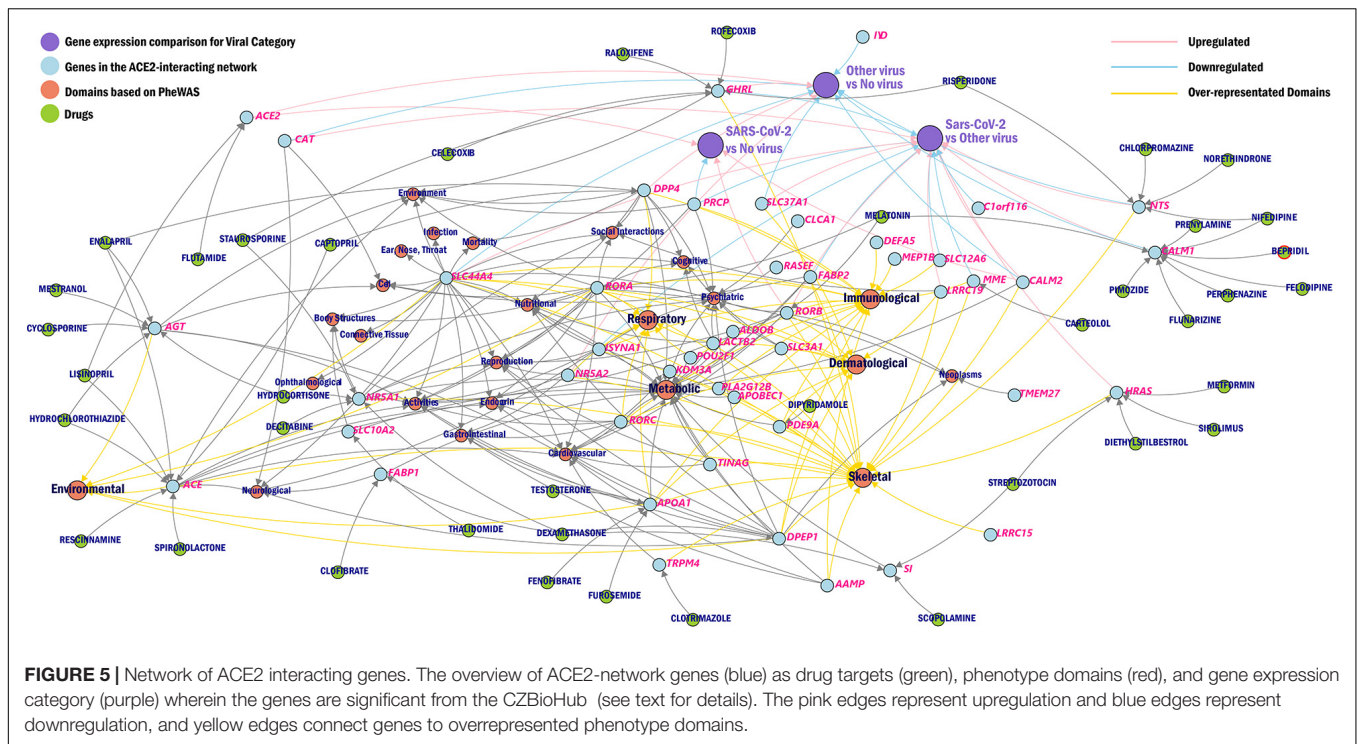 Gene expression comparison for Viral Category
Genes in the ACE2-interacting network
Domains based on PheWAS
Drugs
Upregulated
Downregulated
Over-representated Domains
ROFECOXIB
RALOXIFENE
IVD
Other virus
vs No virus
RISPERIDONE
GHRL
ACE2
CAT
SARS-CoV-2
vs No virus
Sars-CoV-2
vs Other virus
CHLORPROMAZINE
NORETHINDRONE
CELECOXIB
Environment
DPP4
PRCP
SLC37A1
CLCA1
MELATONIN
C1orf116
NTS
PRENYLAMINE
NIFEDIPINE
ENALAPRIL
STAUROSPORINE
FLUTAMIDE
CAPTOPRIL
Infection
Ear, Nose, Throat
Mortality
Social Interactions
Cognitive
DEFA5
MEP1B
SLC12A6
CALM1
BEPRIDIL
MESTRANOL
Cel
SLC44A4
RORA
RASEF
FABP2
MME
LRRC19
CALM2
PIMOZIDE
PERPHENAZINE
FELODIPINE
CYCLOSPORINE
AGT
Body Structures
Connective Tissue
Nutritional
Respiratory
Psychiatric
Immunological
RORB
FLUNARIZINE
CARTEOLOL
ALDOB
LACTB2
ISYNA1
POU2F1
SLC3A1
Dermatological
Reproduction
LISINOPRIL
Ophthalmological
HYDROCORTISONE
NR5A2
KDM3A
Metabolic
PLA2G12B
APOBEC1
Neoplasms
TMEM27
HRAS
METFORMIN
NR5A1
Activities
Endocrin
DIPYRIDAMOLE
HYDROCHLOROTHIAZIDE
DECITABINE
SLC10A2
Gastrointestinal
RORC
PDE9A
SIROLIMUS
DIETHYLSTILBESTROL
Cardiovascular
TINAG
Skeletal
STREPTOZOTOCIN
Environmental
ACE
Neurological
FABP1
TESTOSTERONE
APOA1
RESCINNAMINE
SPIRONOLACTONE
THALIDOMIDE
DEXAMETHASONE
DPEP1
LRRC15
CLOFIBRATE
FENOFIBRATE
FUROSEMIDE
TRPM4
AAMP
SI
CLOTRIMAZOLE
SCOPOLAMINE
FIGURE 5 | Network of ACE2 interacting genes. The overview of ACE2-network genes (blue) as drug targets (green), phenotype domains (red), and gene expression
category (purple) wherein the genes are significant from the CZBioHub (see text for details). The pink edges represent upregulation and blue edges represent
downregulation, and yellow edges connect genes to overrepresented phenotype domains.